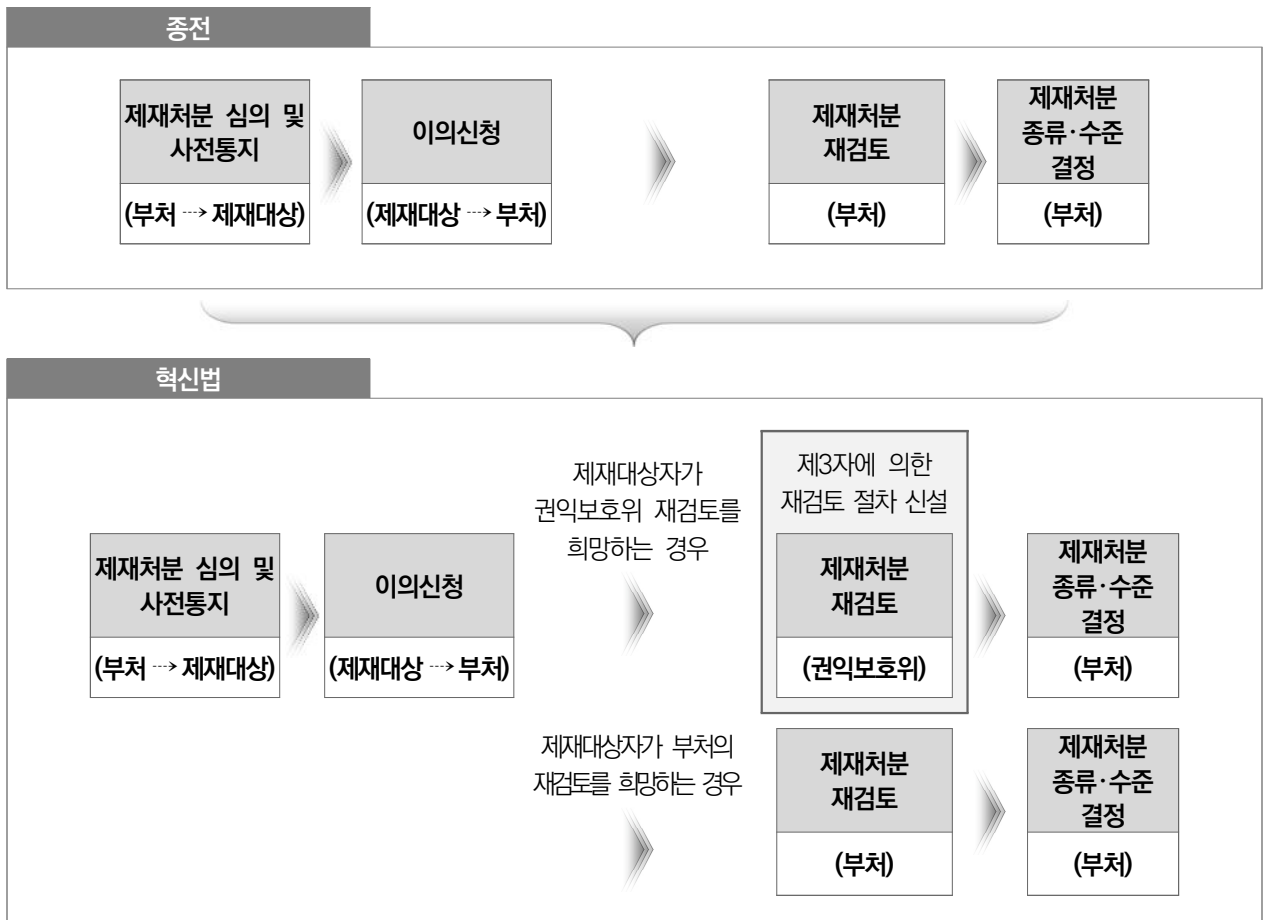 종전
제재처분 심의 및
사전통지
(부처 ⇢ 제재대상)
이의신청
(제재대상 ⇢ 부처)
제재처분
재검토
(부처)
제재처분
종류·수준
결정
(부처)
혁신법
제재처분 심의 및
사전통지
(부처 ⇢ 제재대상)
이의신청
(제재대상 ⇢ 부처)
제재대상자가
권익보호위 재검토를
희망하는 경우
제3자에 의한
재검토 절차 신설
제재처분
재검토
(권익보호위)
제재처분
종류·수준
결정
(부처)
제재대상자가 부처의
재검토를 희망하는 경우
제재처분
재검토
(부처)
제재처분
종류·수준
결정
(부처)